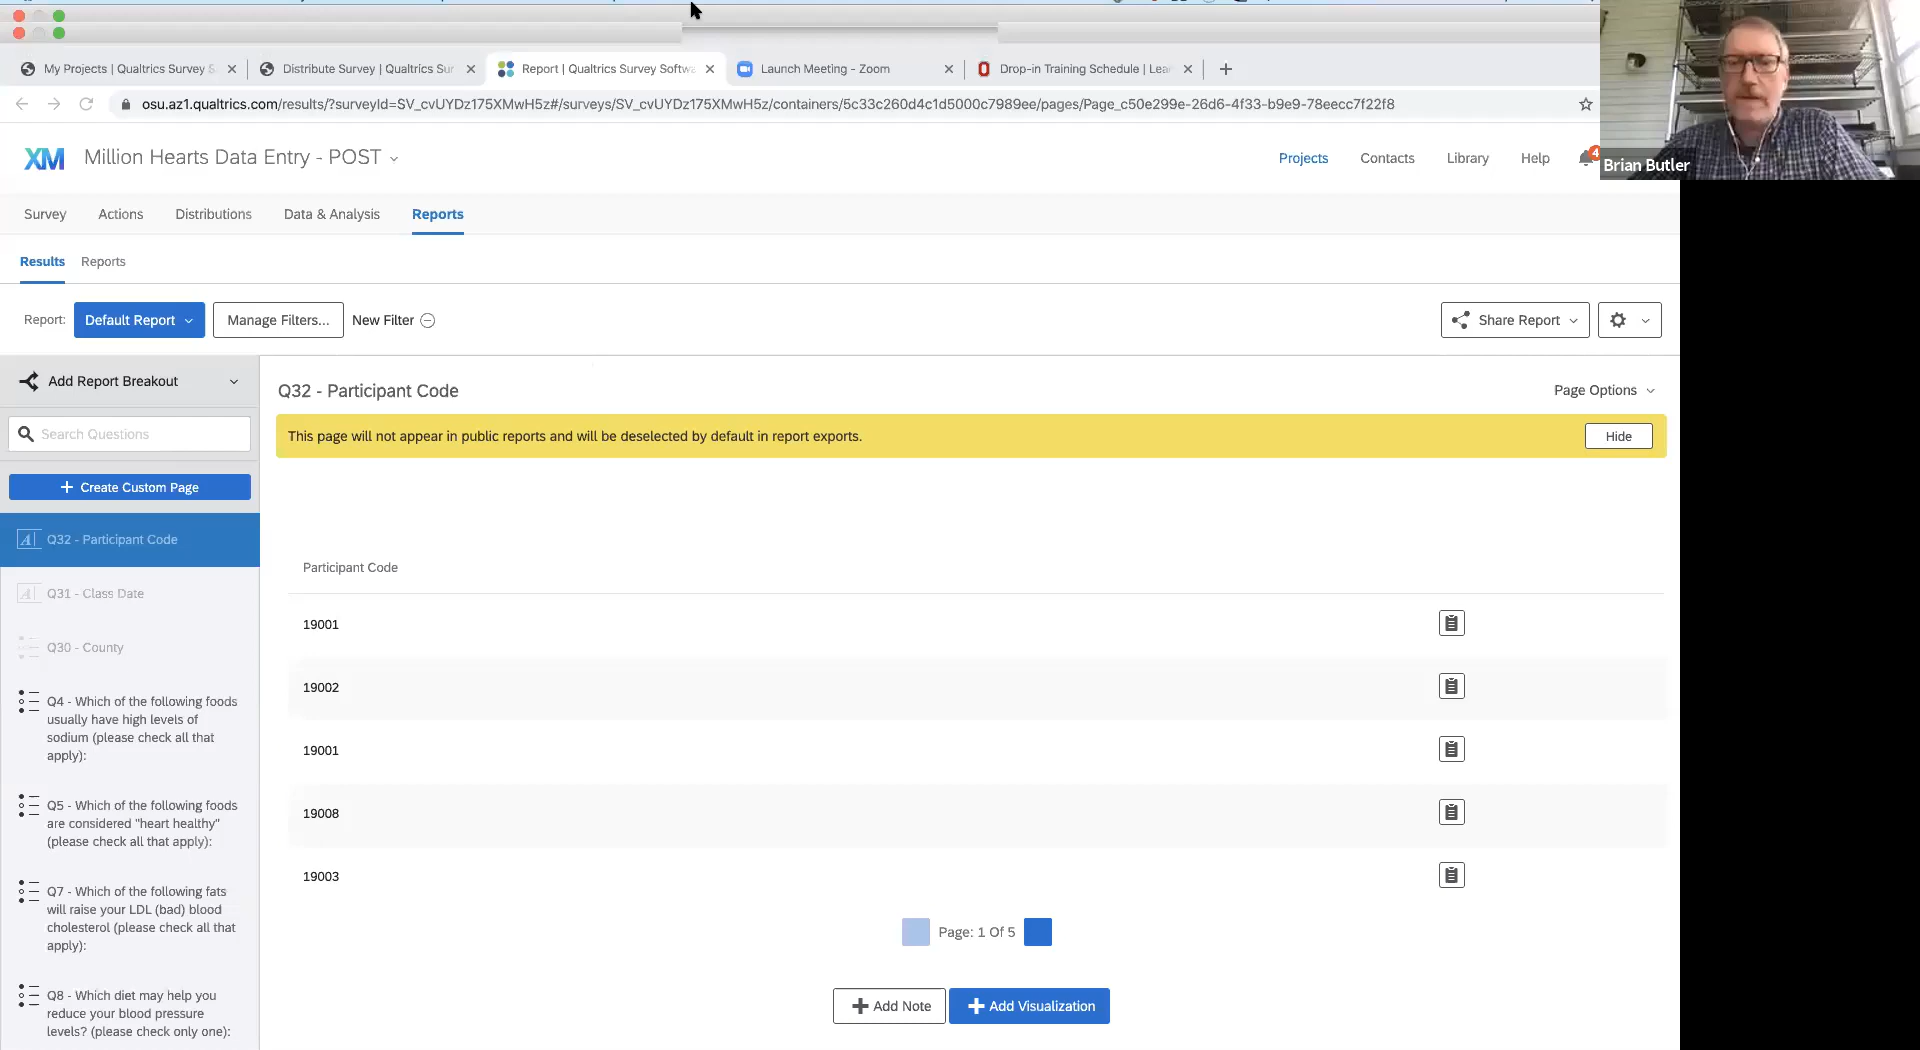 My Projects | Qualtrics Survey S
Distribute Survey | Qualtrics Sur
Report | Qualtrics Survey Softwa
Launch Meeting - Zoom
Drop-in Training Schedule | Lea
osu.az1.qualtrics.com/results/?surveyId=SV_cvUYDz175XMwH5z#/surveys/SV_cvUYDz175XMwH5z/containers/5c33c260d4c1d5000c7989ee/pages/Page_c50e299e-26d6-4f33-b9e9-78eecc7f22f8
XM
Million Hearts Data Entry - POST
Projects
Contacts
Library
Help
4
Brian Butler
Survey
Actions
Distributions
Data & Analysis
Reports
Results
Reports
Report:
Default Report
Manage Filters...
New Filter
Share Report
Add Report Breakout
Search Questions
Create Custom Page
Q32 - Participant Code
Q31 - Class Date
Q30 - County
Q4 - Which of the following foods
usually have high levels of
sodium (please check all that
apply):
Q5 - Which of the following foods
are considered "heart healthy"
(please check all that apply):
Q7 - Which of the following fats
will raise your LDL (bad) blood
cholesterol (please check all that
apply):
Q8 - Which diet may help you
reduce your blood pressure
levels? (please check only one):
Q32 - Participant Code
Page Options
This page will not appear in public reports and will be deselected by default in report exports.
Hide
Participant Code
19001
19002
19001
19008
19003
Page: 1 Of 5
Add Note
Add Visualization